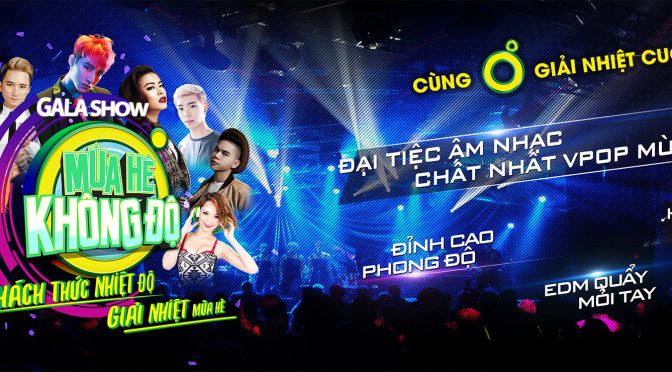 GALA SHOW
MÙA HÈ
KHÔNG ĐỘ
HÁCH THỨC NHIỆT ĐỘ
GIẢI NHIỆT MÙA HÈ
CÙNG GIẢI NHIỆT CUỘ
ĐẠI TIỆC ÂM NHẠC
CHẤT NHẤT VPOP MÙ
ĐỈNH CAO
PHONG ĐỘ
EDM QUẨY
MỎI TAY